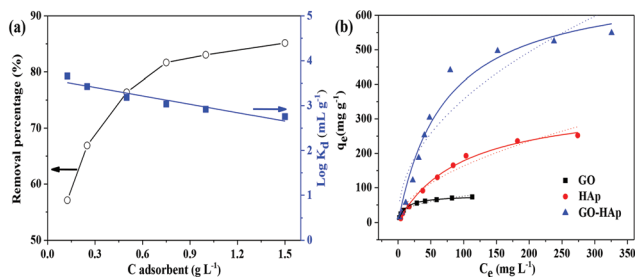 (a)
90
80
70
60
50
Removal percentage (%)
0.0 0.3 0.6 0.9 1.2 1.5
C adsorbent (g L-1)
5
4
3
2
1
0
Log Kd (mL g-1)
(b)
600
500
400
300
200
100
0
qe(mg g-1)
0 50 100 150 200 250 300 350
Ce(mg L-1)
GO
HAp
GO-HAp